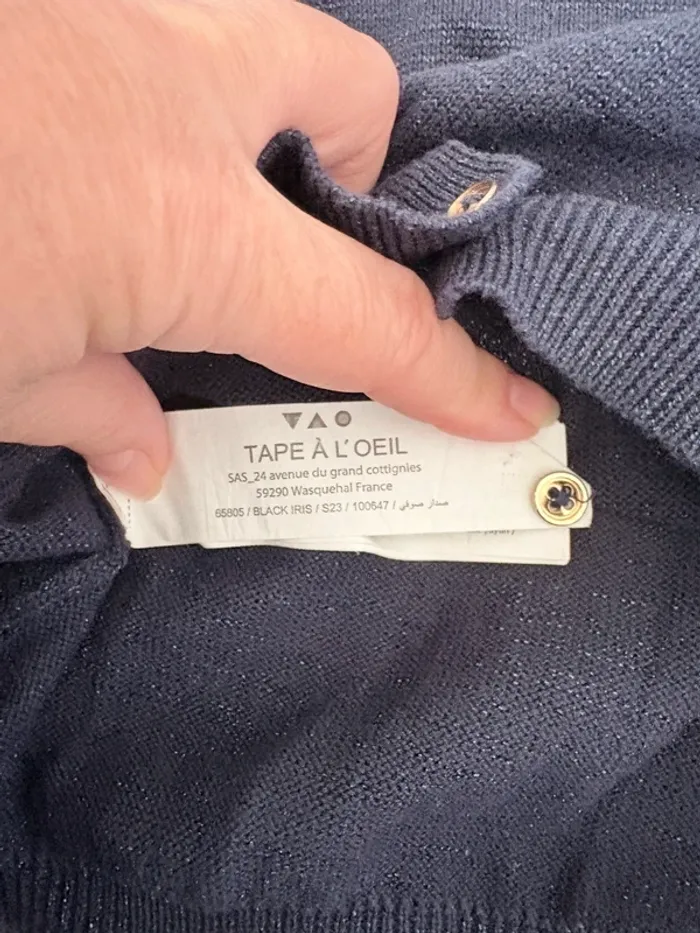 TAPE À L'OEIL
SAS_24 avenue du grand cottignies
59290 Wasquehal France
65805 / BLACK IRIS / S23 / 100647 / صدار صوفي